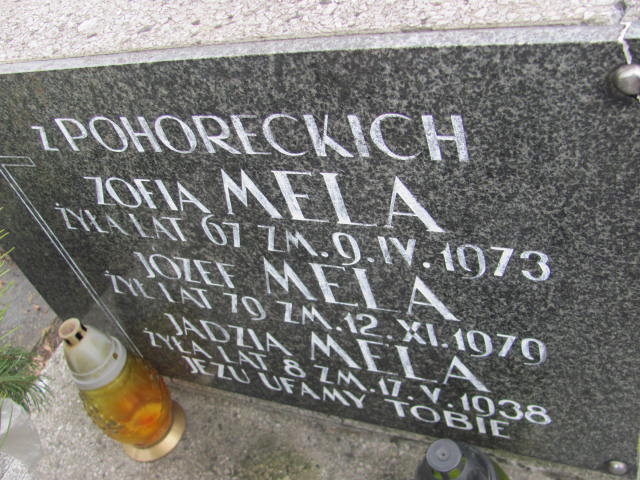 z POHORECKICH
ZOFIA MELA
ŻYŁA LAT 67 ZM. 9. IV. 1973
JOZEF MELA
ŻYŁ LAT 79 ZM. 12. XI. 1979
JADZIA MELA
ŻYŁA LAT 8 ZM. 17. V. 1938
JEZU UFAMY TOBIE